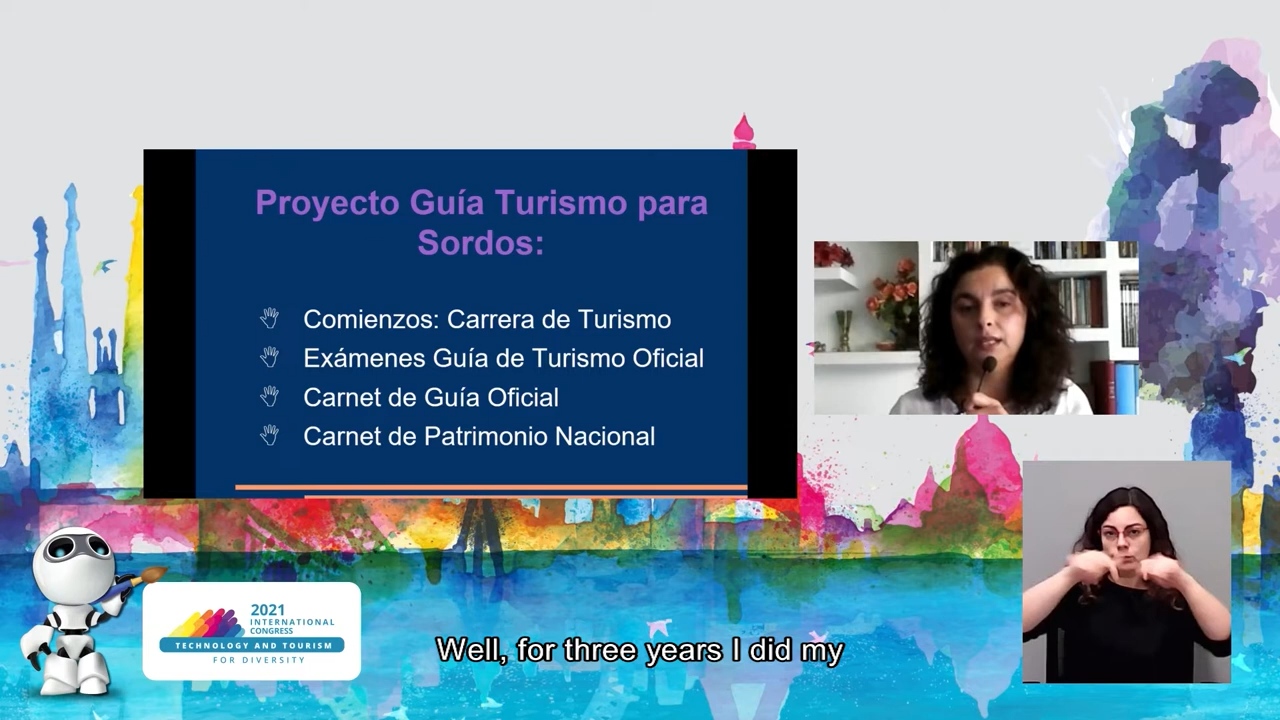 Proyecto Guía Turismo para
Sordos:
Comienzos: Carrera de Turismo
Exámenes Guía de Turismo Oficial
Carnet de Guía Oficial
Carnet de Patrimonio Nacional
2021
INTERNATIONAL
CONGRESS
TECHNOLOGY AND TOURISM
FOR DIVERSITY
Well, for three years I did my